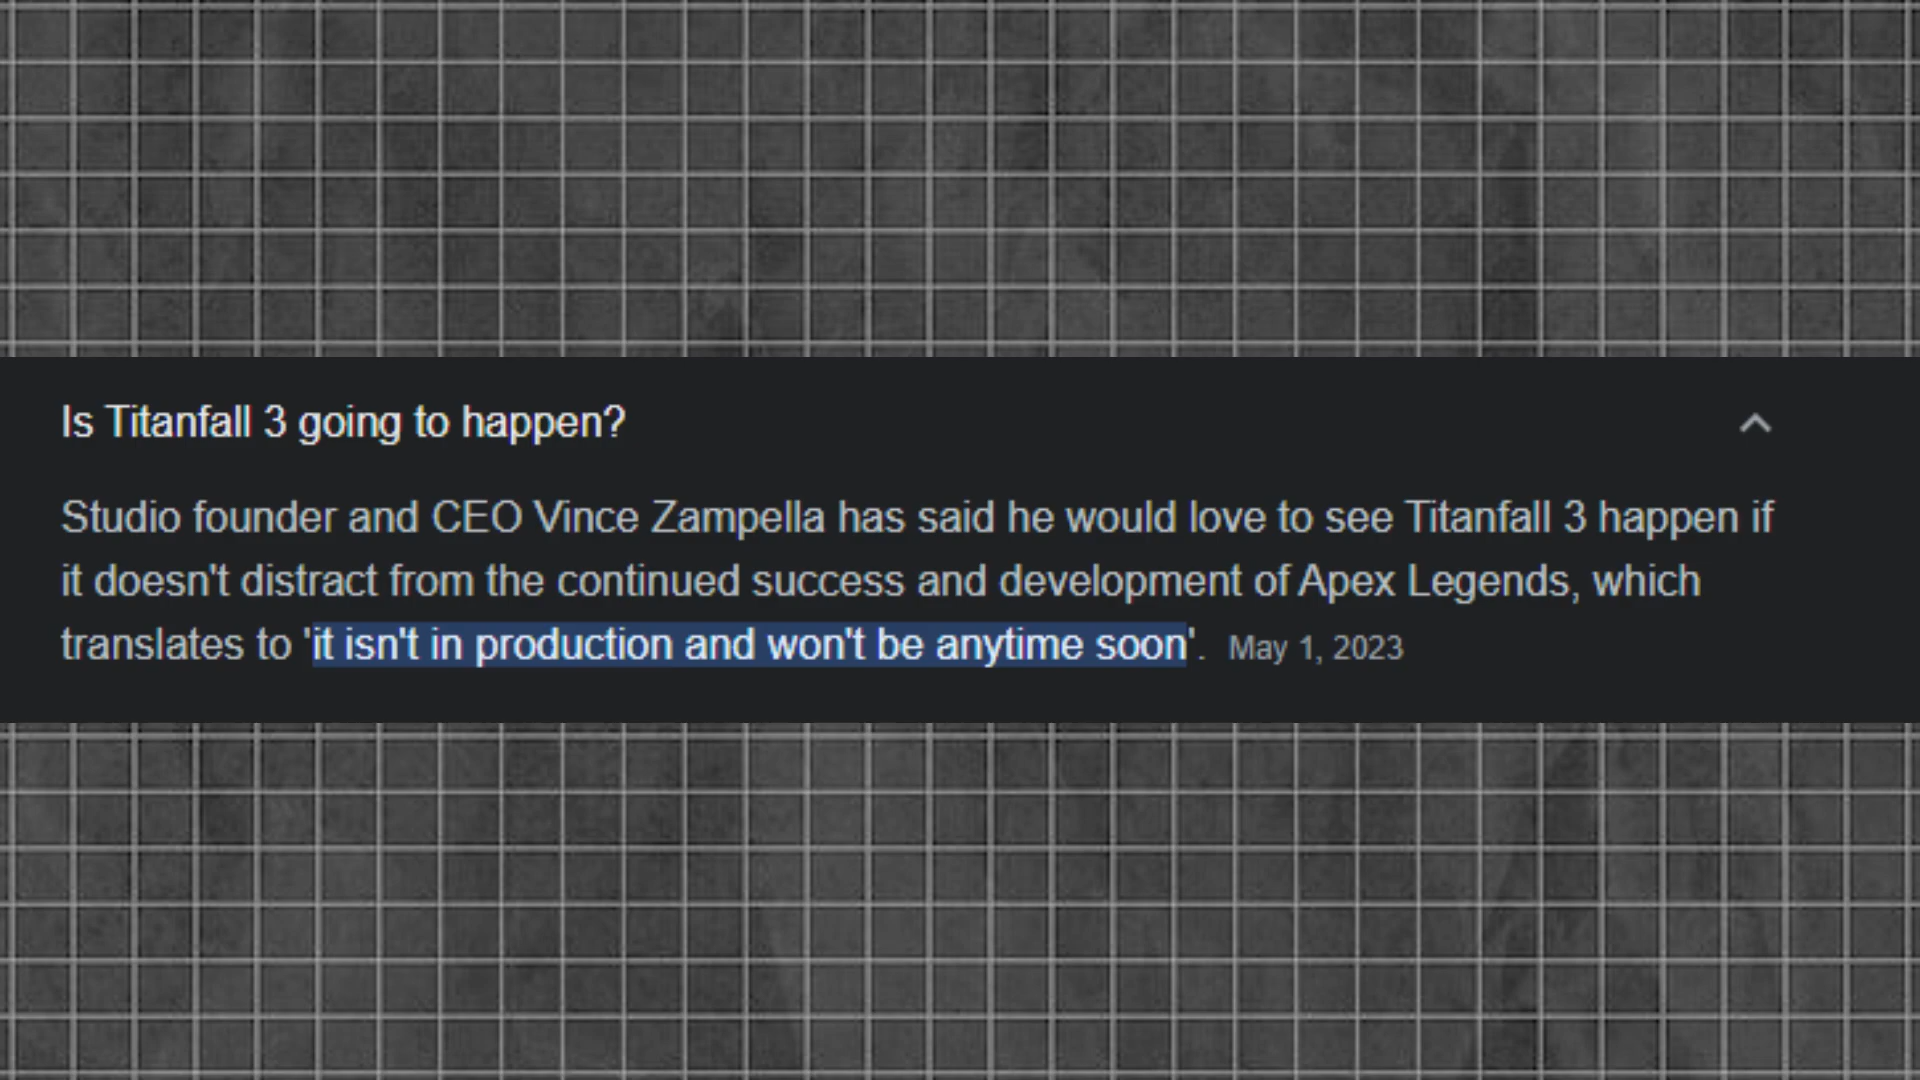 Is Titanfall 3 going to happen?
Studio founder and CEO Vince Zampella has said he would love to see Titanfall 3 happen if
it doesn't distract from the continued success and development of Apex Legends, which
translates to 'it isn't in production and won't be anytime soon'. May 1, 2023